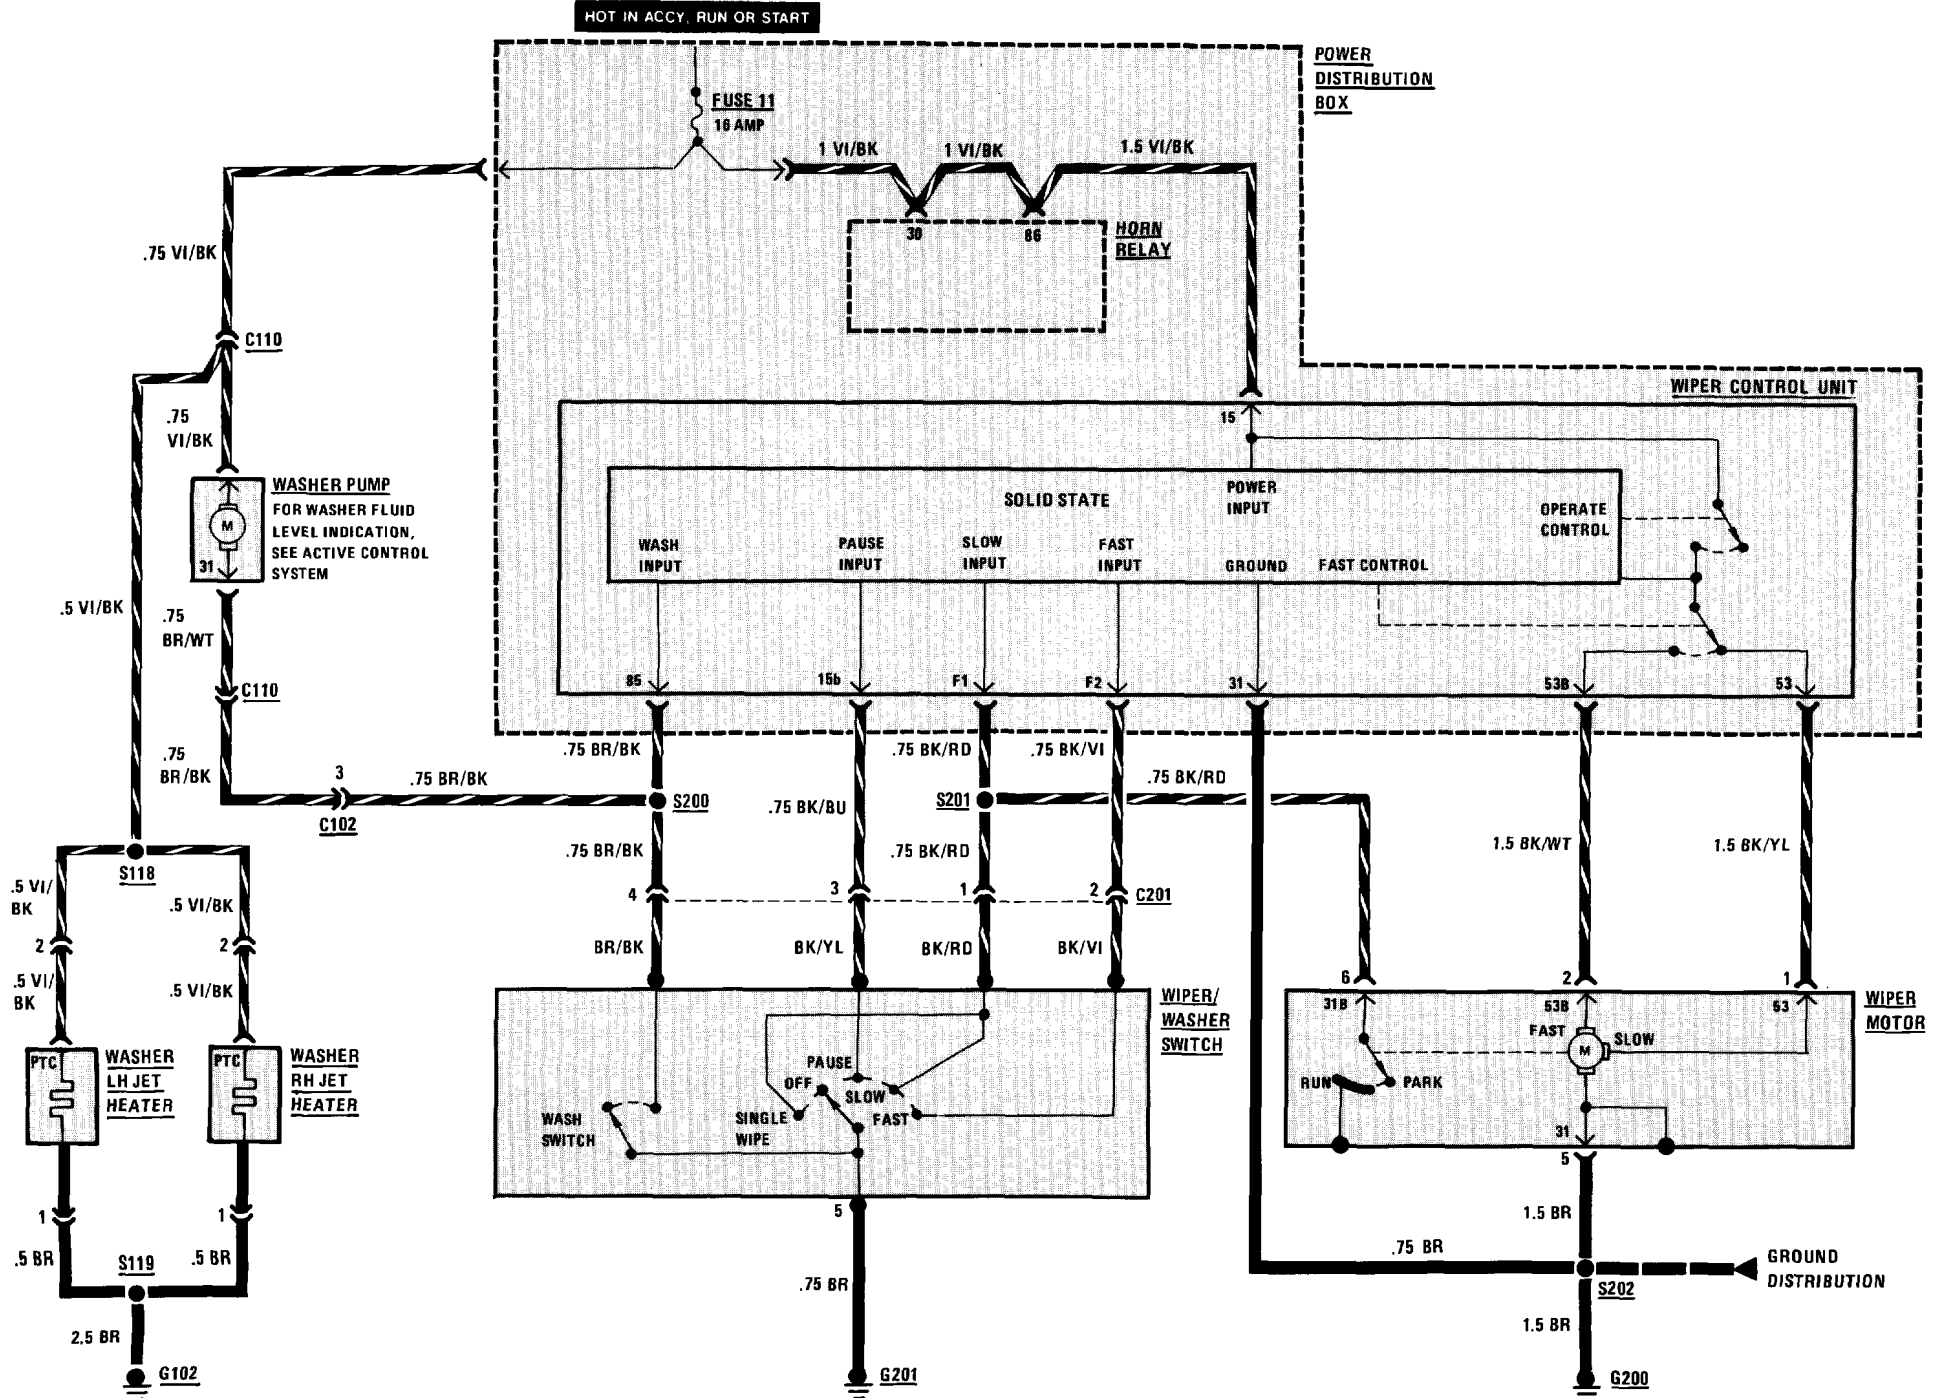 HOT IN ACCY, RUN OR START
POWER
DISTRIBUTION
BOX
FUSE 11
16 AMP
1 VI/BK
1 VI/BK
1.5 VI/BK
30
86
HORN
RELAY
.75 VI/BK
C110
.75
VI/BK
WASHER PUMP
FOR WASHER FLUID
LEVEL INDICATION,
SEE ACTIVE CONTROL
SYSTEM
M
31
.5 VI/BK
.75
BR/WT
C110
.75
BR/BK
3
C102
.75 BR/BK
WIPER CONTROL UNIT
15
SOLID STATE
POWER
INPUT
OPERATE
CONTROL
WASH
INPUT
PAUSE
INPUT
SLOW
INPUT
FAST
INPUT
GROUND
FAST CONTROL
85
15b
F1
F2
31
53B
53
.75 BR/BK
.75 BK/RD
.75 BK/VI
S200
.75 BK/BU
S201
.75 BK/RD
.75 BR/BK
.75 BK/RD
1.5 BK/WT
1.5 BK/YL
4
3
1
2
C201
BR/BK
BK/YL
BK/RD
BK/VI
S118
.5 VI/
BK
.5 VI/BK
2
2
.5 VI/
BK
.5 VI/BK
PTC
WASHER
LH JET
HEATER
PTC
WASHER
RH JET
HEATER
1
1
.5 BR
.5 BR
S119
2.5 BR
G102
WIPER/
WASHER
SWITCH
WASH
SWITCH
PAUSE
OFF
SLOW
SINGLE
WIPE
FAST
5
.75 BR
G201
6
2
1
31B
53B
53
WIPER
MOTOR
FAST
M
SLOW
RUN
PARK
31
5
1.5 BR
.75 BR
S202
GROUND
DISTRIBUTION
1.5 BR
G200